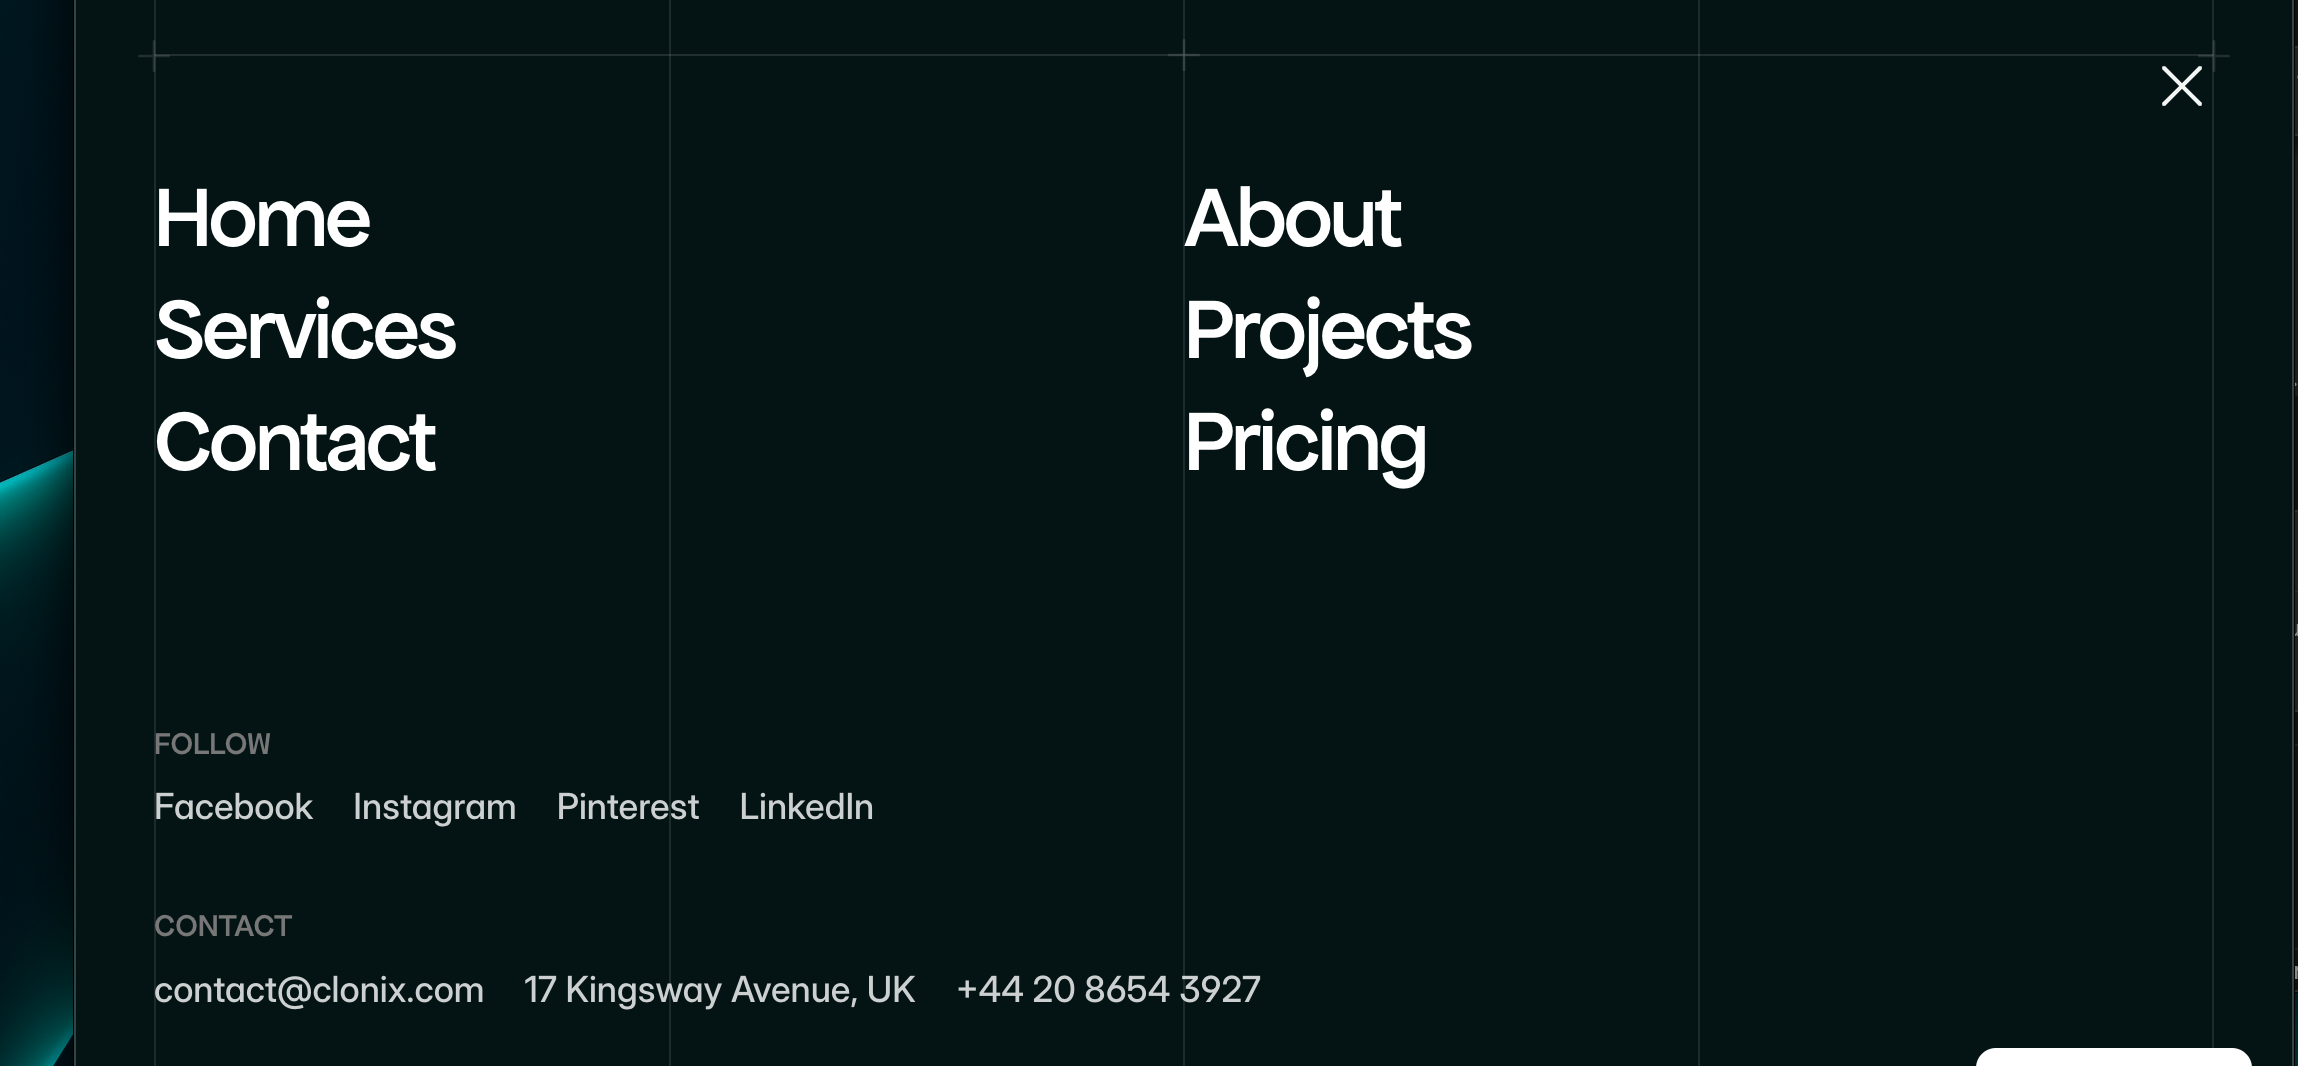 Home
About
Services
Projects
Contact
Pricing
FOLLOW
Facebook Instagram Pinterest LinkedIn
CONTACT
contact@clonix.com 17 Kingsway Avenue, UK +44 20 8654 3927